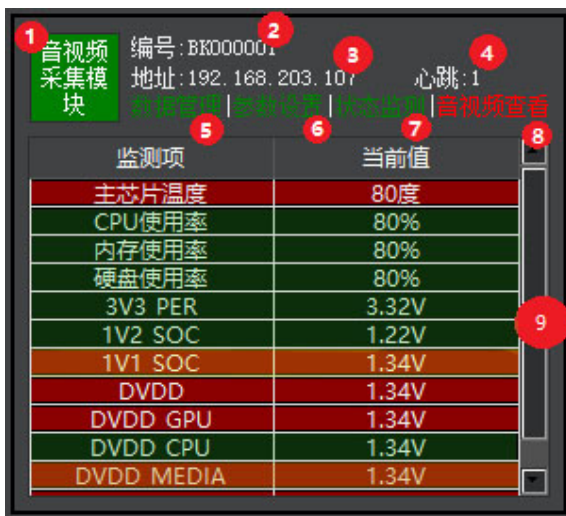 1
音视频
采集模
块
编号:BK000001
2
地址:192.168.203.107
3
心跳:1
4
数据管理|参数设置|状态监测|音视频查看
5
6
7
8
监测项 当前值
主芯片温度 80度
CPU使用率 80%
内存使用率 80%
硬盘使用率 80%
3V3 PER 3.32V
9
1V2 SOC 1.22V
1V1 SOC 1.34V
DVDD 1.34V
DVDD GPU 1.34V
DVDD CPU 1.34V
DVDD MEDIA 1.34V